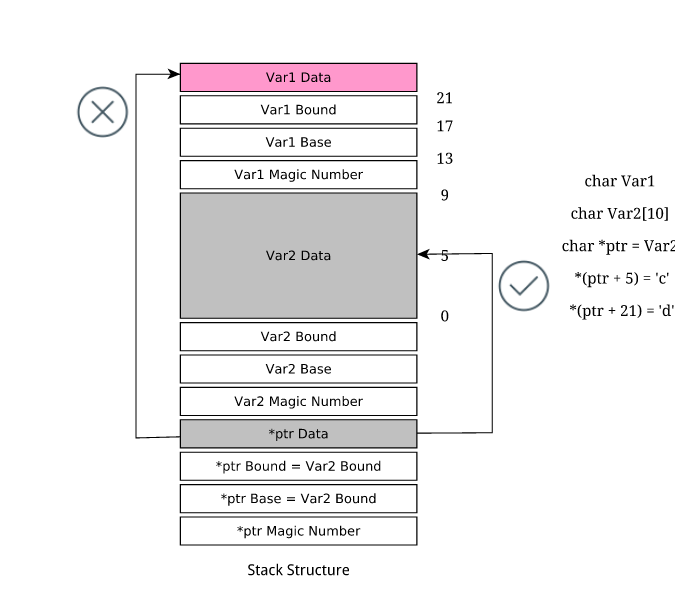 Var1 Data
21
Var1 Bound
17
Var1 Base
13
Var1 Magic Number
9
Var2 Data
5
0
Var2 Bound
Var2 Base
Var2 Magic Number
*ptr Data
*ptr Bound = Var2 Bound
*ptr Base = Var2 Bound
*ptr Magic Number
Stack Structure
char Var1
char Var2[10]
char *ptr = Var2
*(ptr + 5) = 'c'
*(ptr + 21) = 'd'